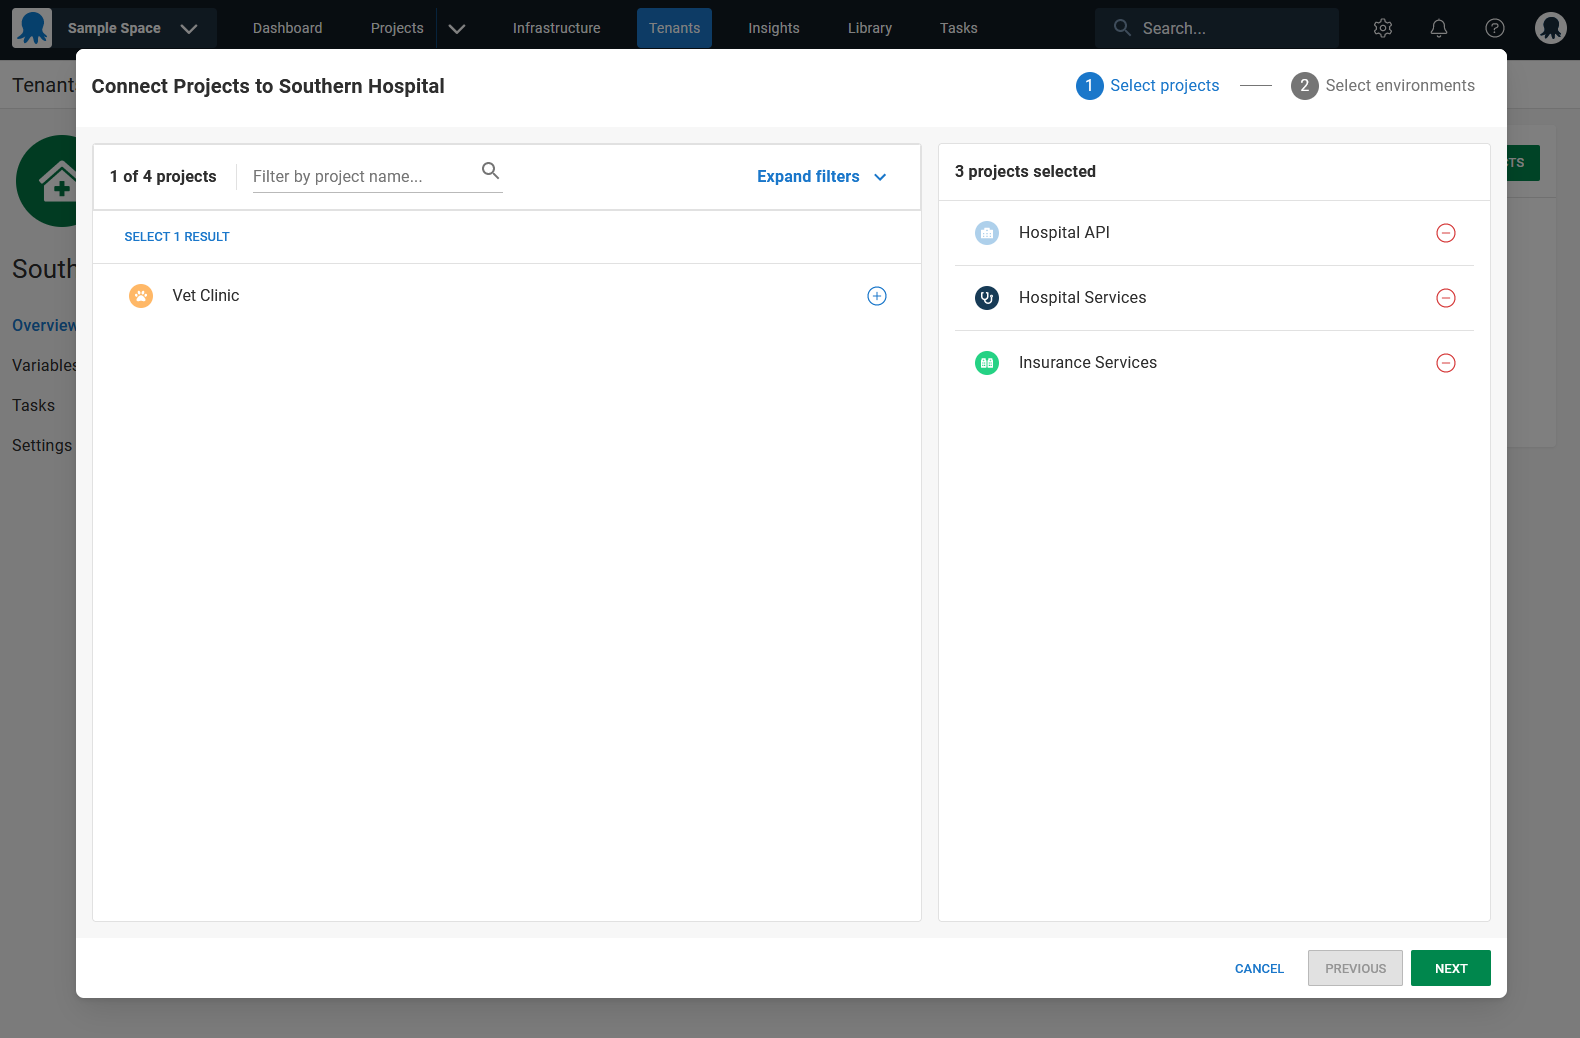 Sample Space
Dashboard
Projects
Infrastructure
Tenants
Insights
Library
Tasks
Search...
Connect Projects to Southern Hospital
1 Select projects
2 Select environments
1 of 4 projects
Filter by project name...
Expand filters
SELECT 1 RESULT
Vet Clinic
3 projects selected
Hospital API
Hospital Services
Insurance Services
CANCEL
PREVIOUS
NEXT
Tenant
South
Overview
Variables
Tasks
Settings
TS